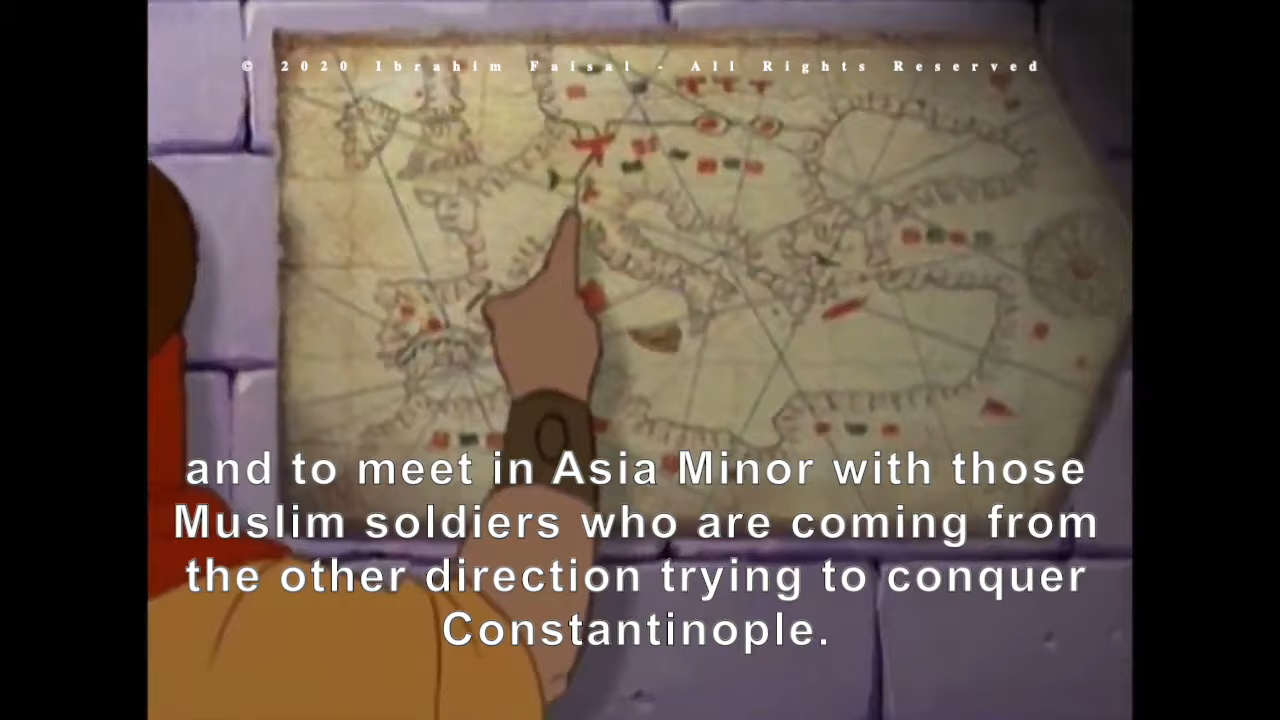 © 2020 Ibrahim Faisal - All Rights Reserved
and to meet in Asia Minor with those
Muslim soldiers who are coming from
the other direction trying to conquer
Constantinople.